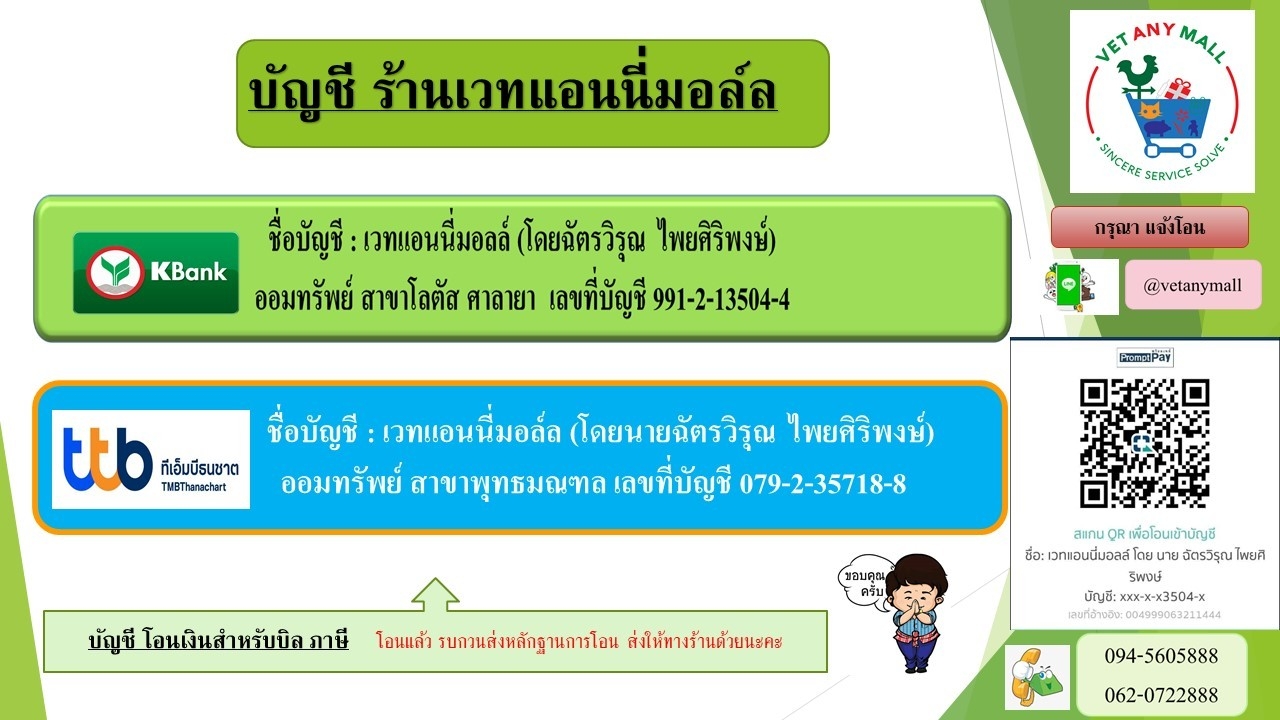 บัญชี ร้านเวทแอนนี่มอล์ล
VET ANY MALL
SINCERE SERVICE SOLVE
กรุณา แจ้งโอน
LINE
@vetanymall
KBank
ชื่อบัญชี : เวทแอนนี่มอลล์ (โดยฉัตรวิรุณ ไพยศิริพงษ์)
ออมทรัพย์ สาขาโลตัส ศาลายา เลขที่บัญชี 991-2-13504-4
ttb
ทีเอ็มบีธนชาต
TMBThanachart
ชื่อบัญชี : เวทแอนนี่มอล์ล (โดยนายฉัตรวิรุณ ไพยศิริพงษ์)
ออมทรัพย์ สาขาพุทธมณฑล เลขที่บัญชี 079-2-35718-8
PromptPay
สแกน QR เพื่อโอนเข้าบัญชี
ชื่อ: เวทแอนนี่มอลล์ โดย นาย ฉัตรวิรุณ ไพยศิ
ริพงษ์
บัญชี: xxx-x-x3504-x
เลขที่อ้างอิง: 004999063211444
ขอบคุณ
ครับ
บัญชี โอนเงินสำหรับบิล ภาษี โอนแล้ว รบกวนส่งหลักฐานการโอน ส่งให้ทางร้านด้วยนะคะ
094-5605888
062-0722888